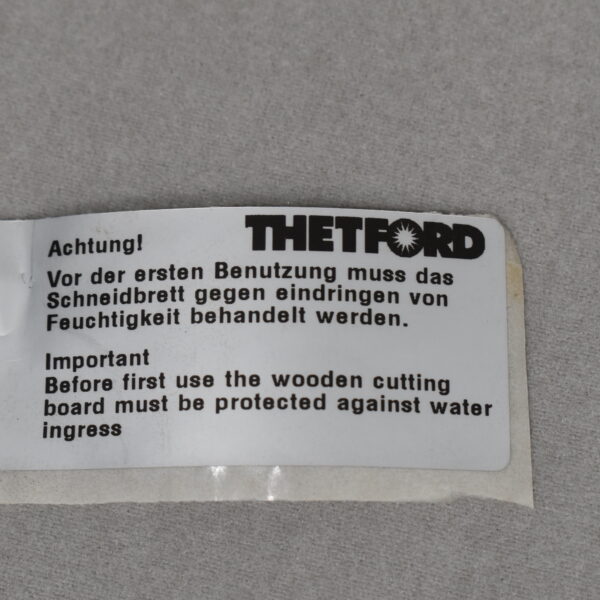 THETFORD
Achtung!
Vor der ersten Benutzung muss das
Schneidbrett gegen eindringen von
Feuchtigkeit behandelt werden.
Important
Before first use the wooden cutting
board must be protected against water
ingress